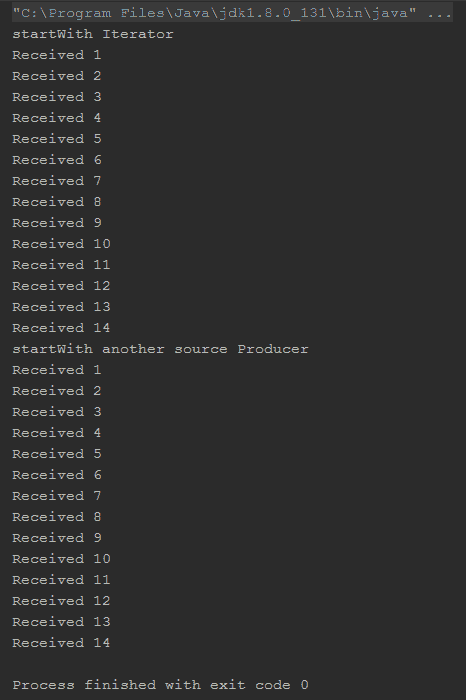 "C:\Program Files\Java\jdk1.8.0_131\bin\java" ...
startWith Iterator
Received 1
Received 2
Received 3
Received 4
Received 5
Received 6
Received 7
Received 8
Received 9
Received 10
Received 11
Received 12
Received 13
Received 14
startWith another source Producer
Received 1
Received 2
Received 3
Received 4
Received 5
Received 6
Received 7
Received 8
Received 9
Received 10
Received 11
Received 12
Received 13
Received 14
Process finished with exit code 0